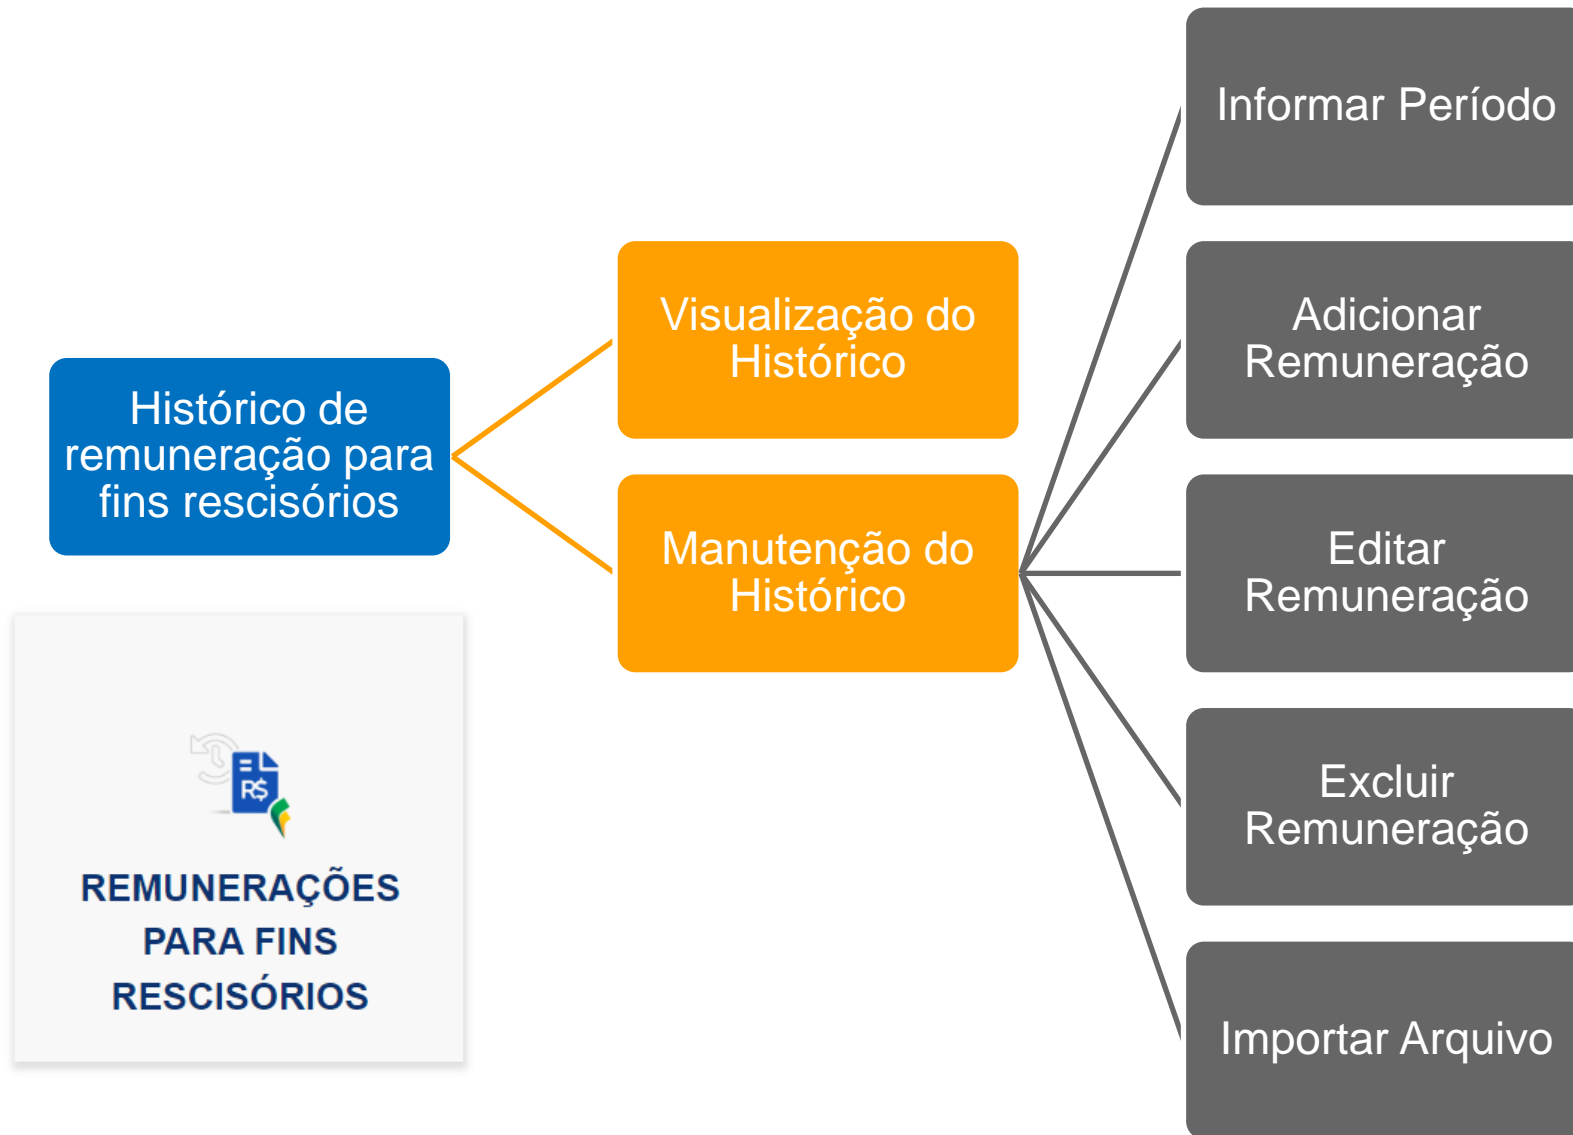 Histórico de
remuneração para
fins rescisórios
Visualização do
Histórico
Manutenção do
Histórico
Informar Período
Adicionar
Remuneração
Editar
Remuneração
Excluir
Remuneração
Importar Arquivo
R$
REMUNERAÇÕES
PARA FINS
RESCISÓRIOS